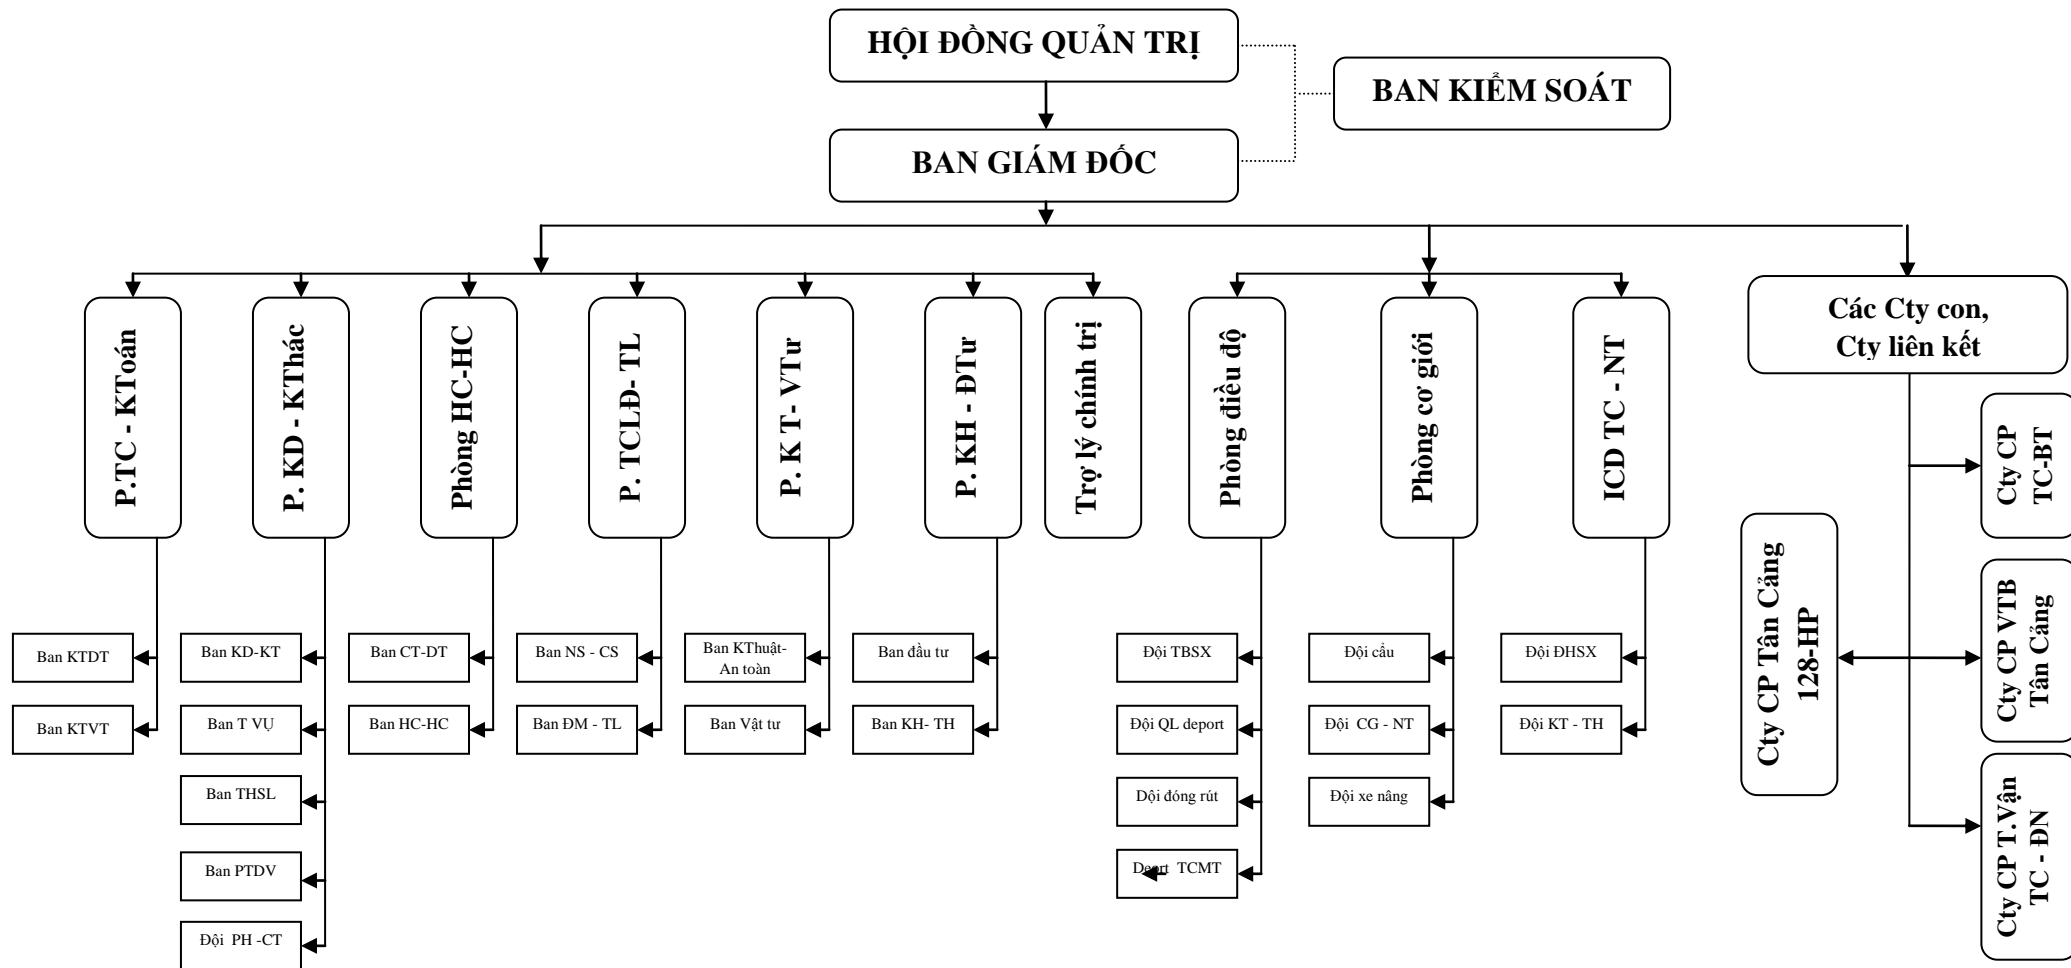 HỘI ĐỒNG QUẢN TRỊ
BAN KIỂM SOÁT
BAN GIÁM ĐỐC
P.TC - KToán
P. KD - KThác
Phòng HC-HC
P. TCLĐ- TL
P. K T- VTư
P. KH - ĐTư
Trợ lý chính trị
Phòng điều độ
Phòng cơ giới
ICD TC - NT
Các Cty con,
Cty liên kết
Ban KTDT
Ban KTVT
Ban KD-KT
Ban T VỤ
Ban THSL
Ban PTDV
Đội PH -CT
Ban CT-DT
Ban HC-HC
Ban NS - CS
Ban ĐM - TL
Ban KThuật-
An toàn
Ban Vật tư
Ban đầu tư
Ban KH- TH
Đội TBSX
Đội QL deport
Dội đóng rút
Deort TCMT
Đội cẩu
Đội CG - NT
Đội xe nâng
Đội ĐHSX
Đội KT - TH
Cty CP Tân Cảng
128-HP
Cty CP
TC-BT
Cty CP VTB
Tân Cảng
Cty CP T.Vận
TC - ĐN